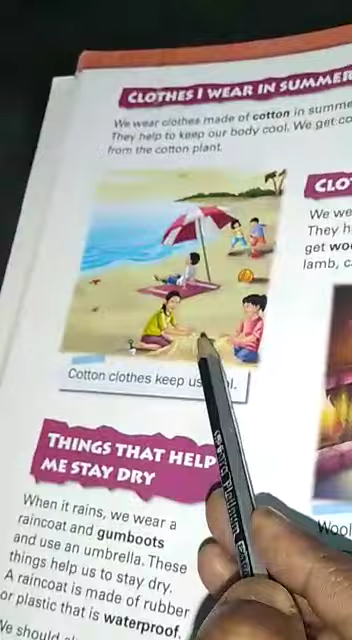 CLOTHES I WEAR IN SUMMER
We wear clothes made of cotton in summe
They help to keep our body cool. We get co
from the cotton plant.
Cotton clothes keep us l.
THINGS THAT HELP
ME STAY DRY
When it rains, we wear a
raincoat and gumboots
and use an umbrella. These
things help us to stay dry.
A raincoat is made of rubber
or plastic that is waterproof.
We should
CLO
We we
They h
get wo
lamb, c
Wool
Platinum